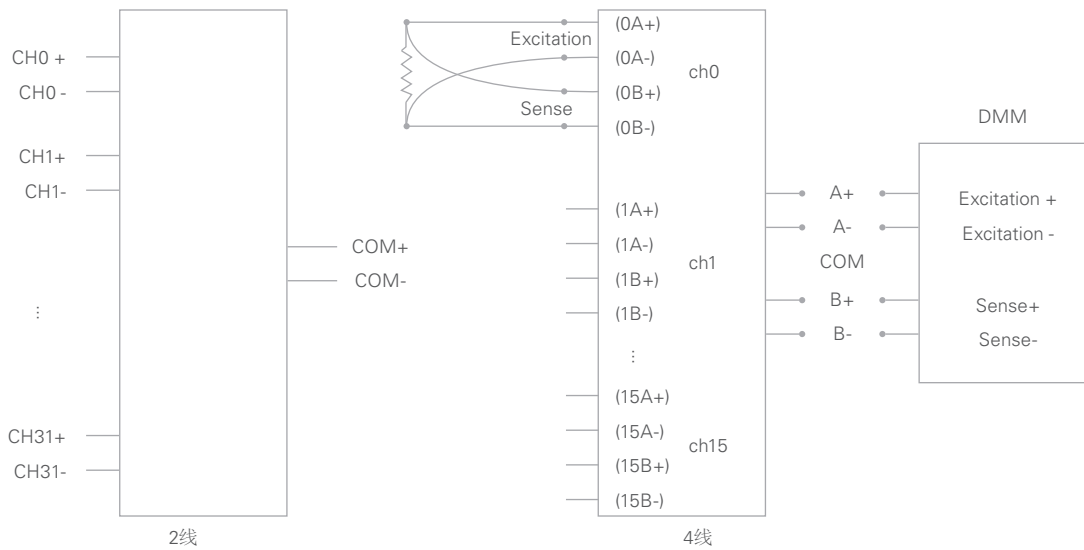 CH0 +
CH0 -
CH1+
CH1-
⋮
CH31+
CH31-
COM+
COM-
2线
Excitation
Sense
(0A+)
(0A-)
(0B+)
(0B-)
ch0
(1A+)
(1A-)
(1B+)
(1B-)
ch1
⋮
(15A+)
(15A-)
(15B+)
(15B-)
ch15
4线
A+
A-
COM
B+
B-
DMM
Excitation +
Excitation -
Sense+
Sense-